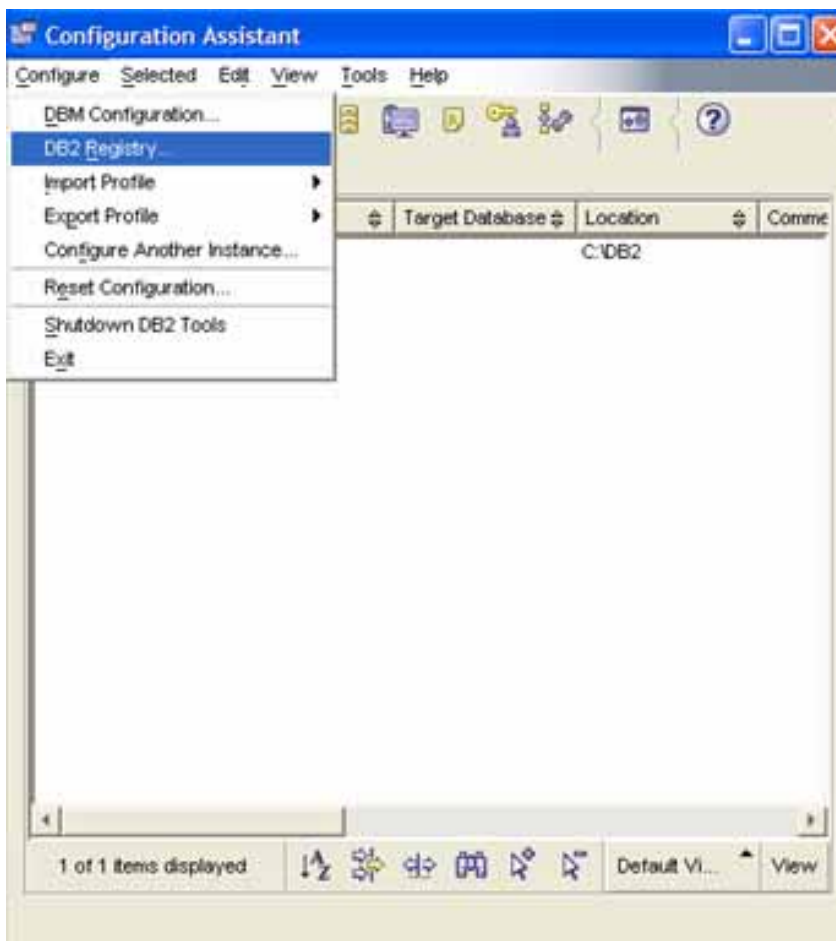 Configuration Assistant
Configure Selected Edit View Tools Help
DBM Configuration...
DB2 Registry...
Import Profile
Export Profile
Configure Another Instance...
Reset Configuration...
Shutdown DB2 Tools
Exit
Target Database Location Comme
C:\DB2
1 of 1 items displayed Default Vi... View